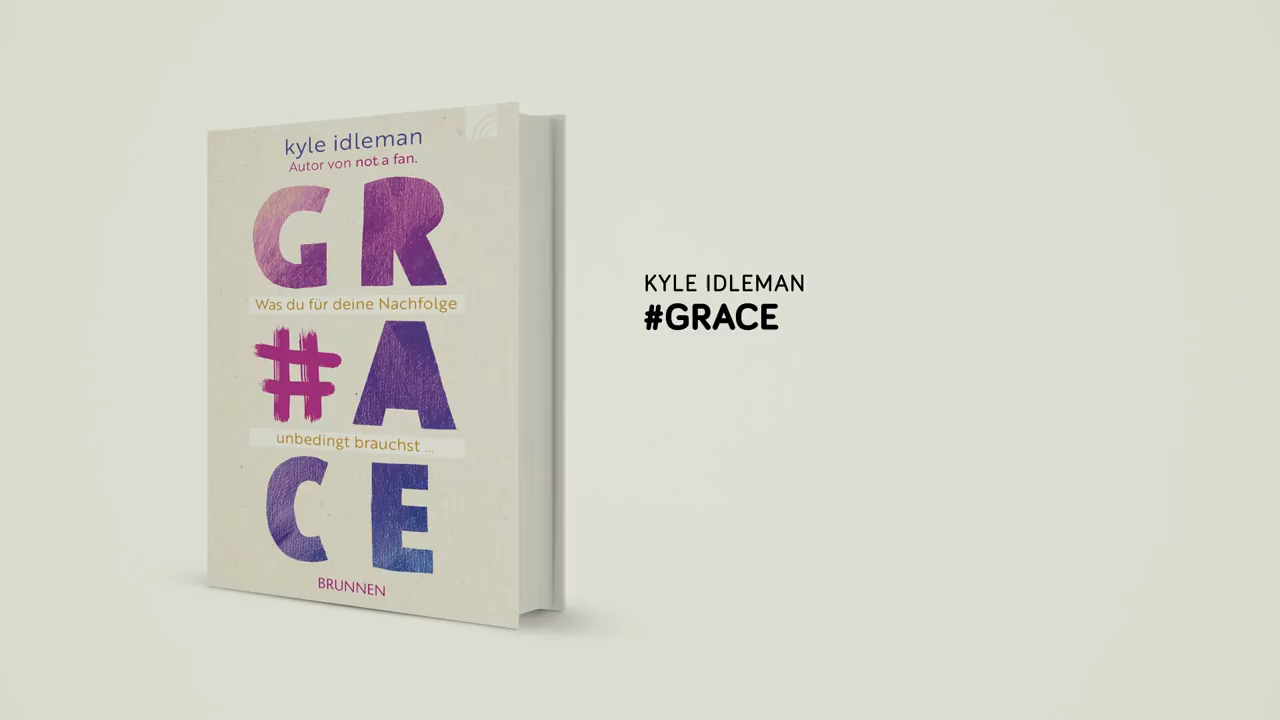 kyle idleman
Autor von not a fan.
GR
Was du für deine Nachfolge
#A
unbedingt brauchst ...
CE
BRUNNEN
KYLE IDLEMAN
#GRACE